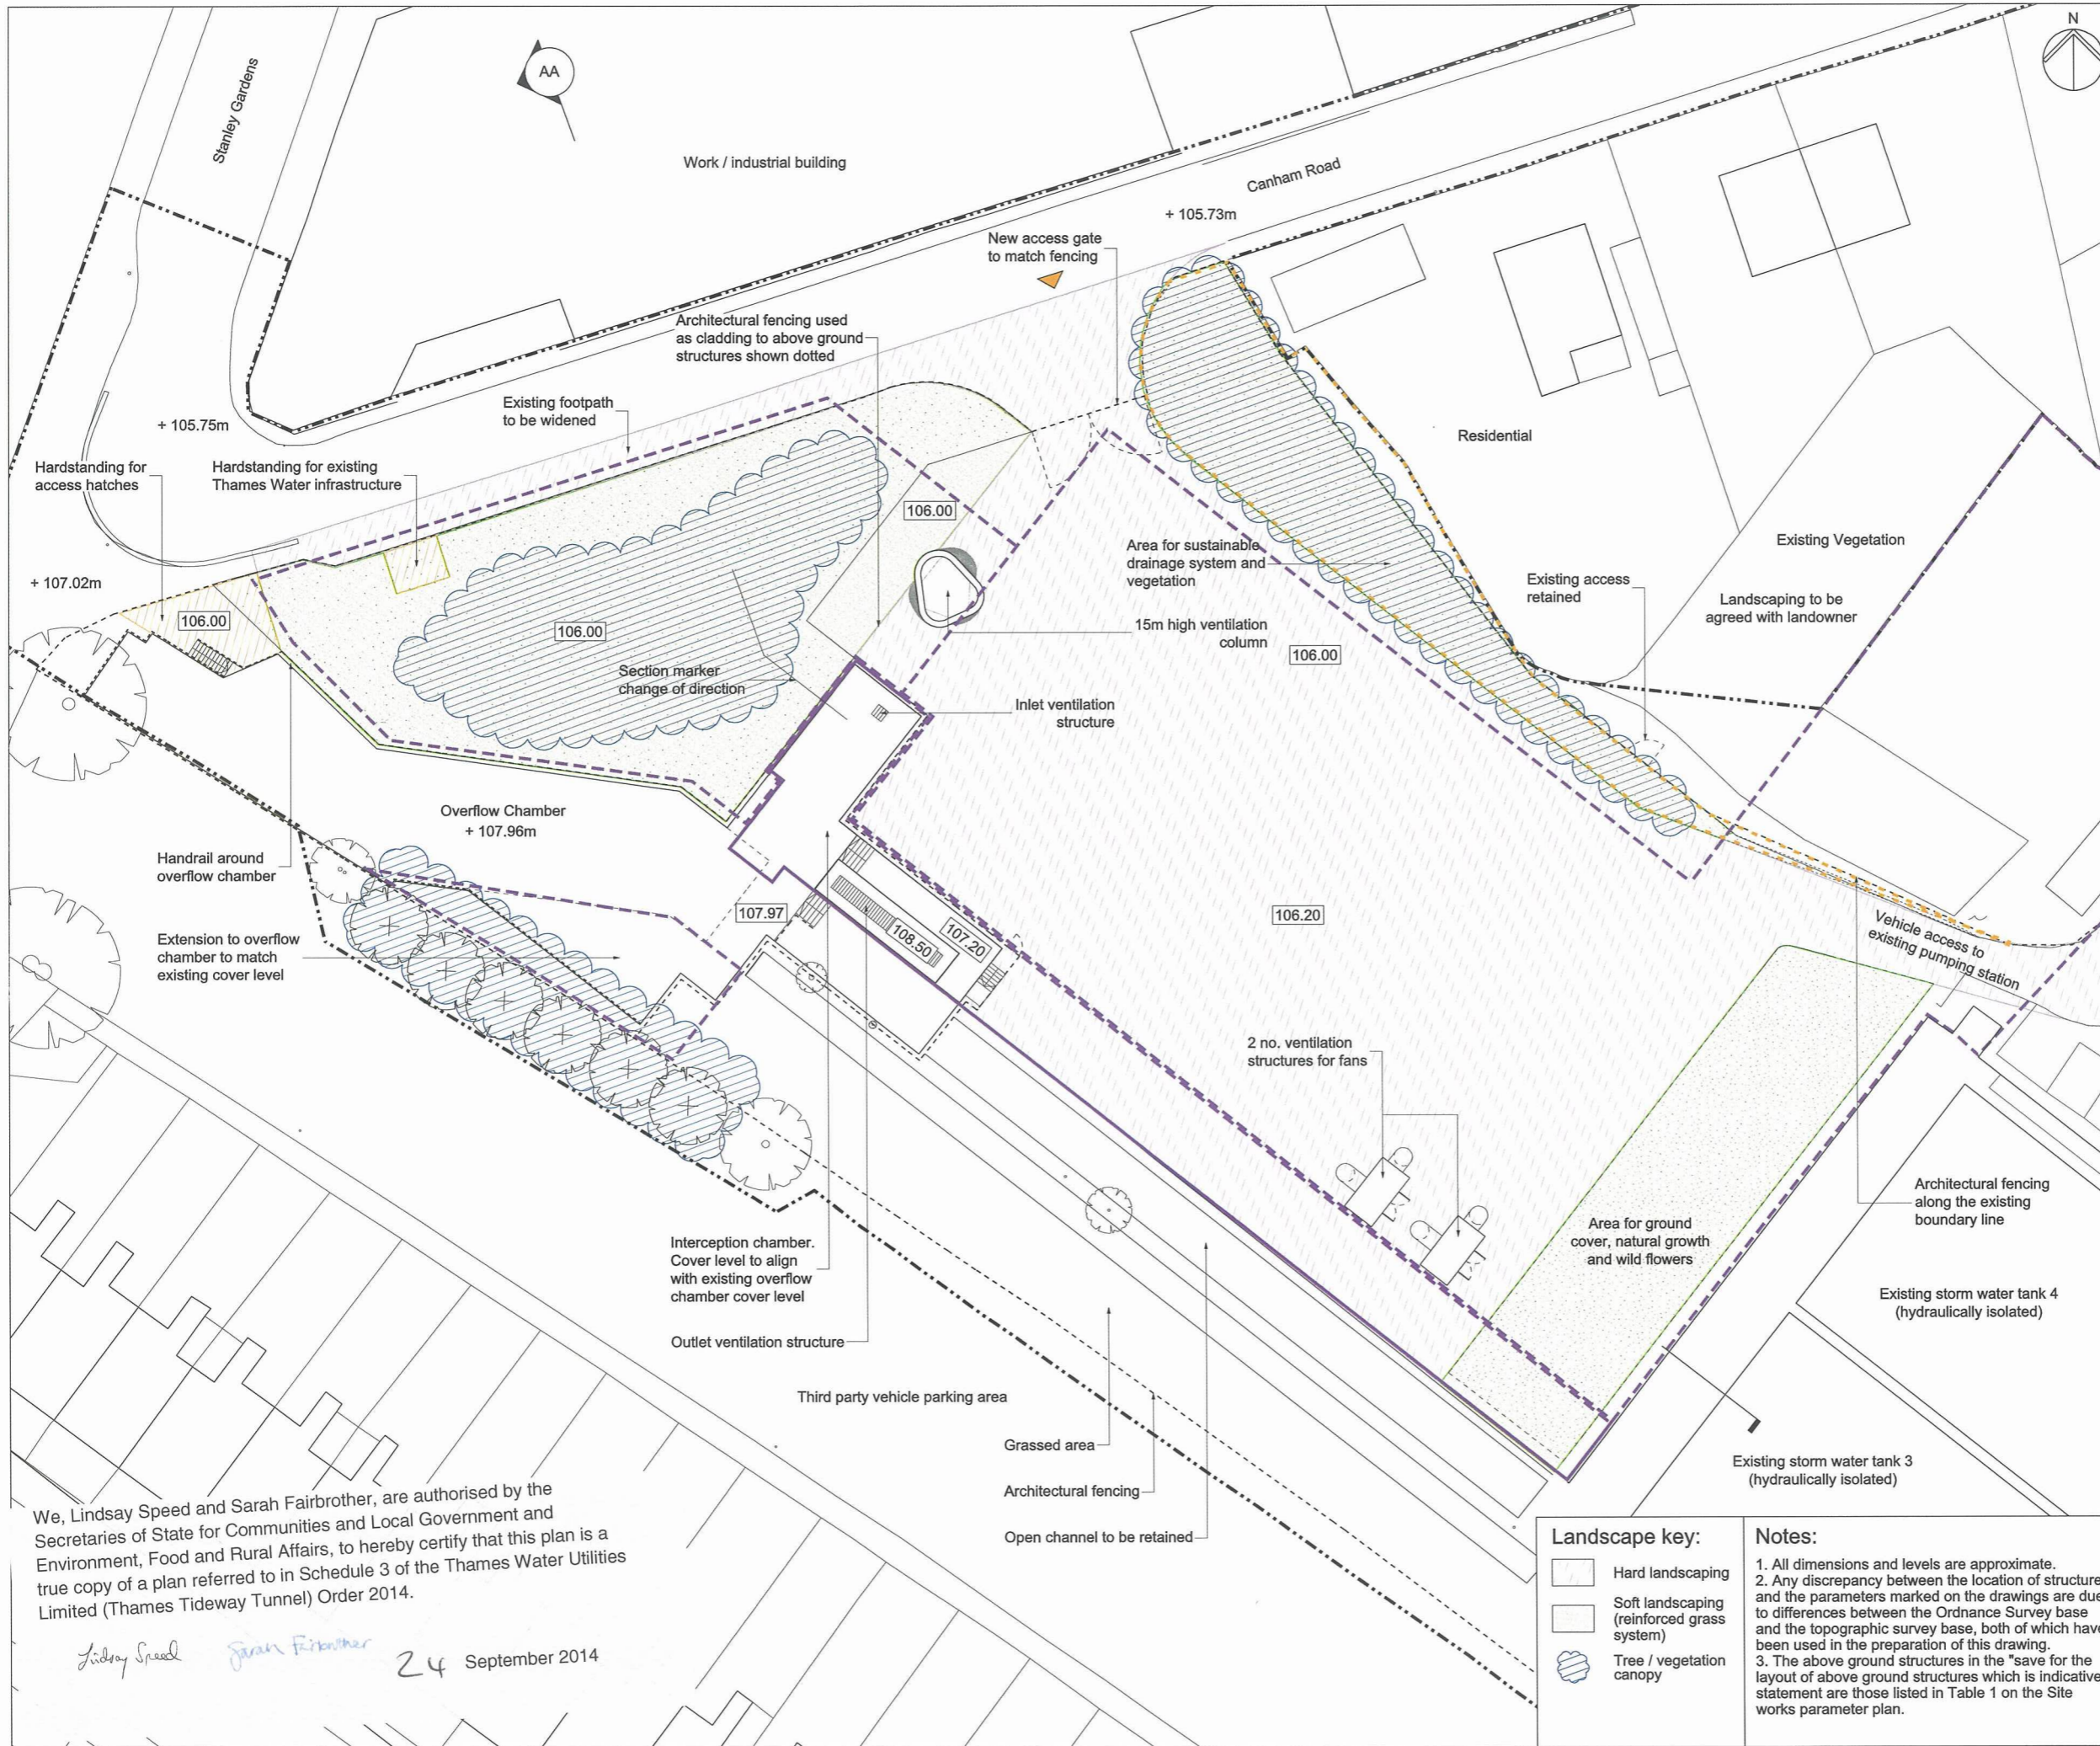 N
Stanley Gardens
AA
Work / industrial building
Canham Road
+ 105.73m
New access gate
to match fencing
Architectural fencing used
as cladding to above ground
structures shown dotted
Existing footpath
to be widened
+ 105.75m
Residential
Hardstanding for
access hatches
Hardstanding for existing
Thames Water infrastructure
106.00
Area for sustainable
drainage system and
vegetation
Existing Vegetation
+ 107.02m
Existing access
retained
Landscaping to be
agreed with landowner
106.00
106.00
15m high ventilation
column
106.00
Section marker
change of direction
Inlet ventilation
structure
Overflow Chamber
+ 107.96m
Handrail around
overflow chamber
107.97
108.50
107.20
106.20
Vehicle access to
existing pumping station
Extension to overflow
chamber to match
existing cover level
2 no. ventilation
structures for fans
Architectural fencing
along the existing
boundary line
Area for ground
cover, natural growth
and wild flowers
Interception chamber.
Cover level to align
with existing overflow
chamber cover level
Existing storm water tank 4
(hydraulically isolated)
Outlet ventilation structure
Third party vehicle parking area
Grassed area
Existing storm water tank 3
(hydraulically isolated)
Architectural fencing
Open channel to be retained
We, Lindsay Speed and Sarah Fairbrother, are authorised by the
Secretaries of State for Communities and Local Government and
Environment, Food and Rural Affairs, to hereby certify that this plan is a
true copy of a plan referred to in Schedule 3 of the Thames Water Utilities
Limited (Thames Tideway Tunnel) Order 2014.
Lindsay Speed Sarah Fairbrother 24 September 2014
Landscape key:
Hard landscaping
Soft landscaping
(reinforced grass
system)
Tree / vegetation
canopy
Notes:
1. All dimensions and levels are approximate.
2. Any discrepancy between the location of structure
and the parameters marked on the drawings are due
to differences between the Ordnance Survey base
and the topographic survey base, both of which have
been used in the preparation of this drawing.
3. The above ground structures in the "save for the
layout of above ground structures which is indicative
statement are those listed in Table 1 on the Site
works parameter plan.